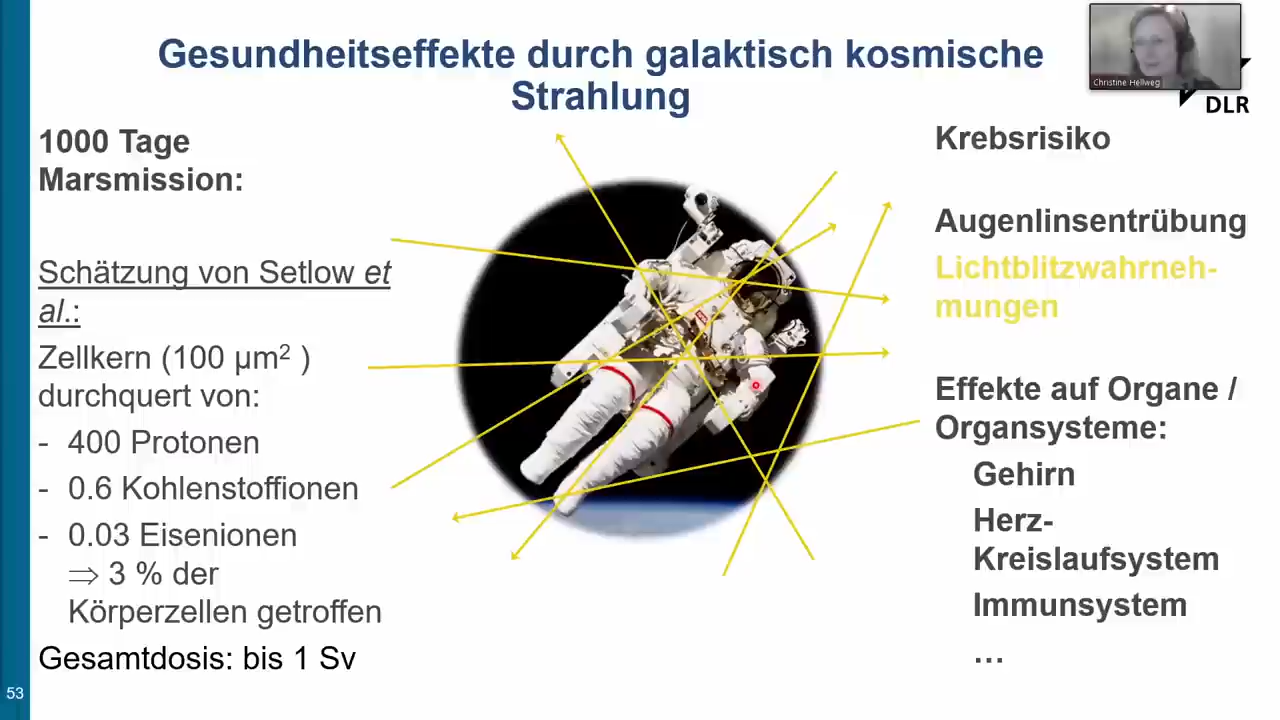 Gesundheitseffekte durch galaktisch kosmische
Strahlung
Christine Hellweg
DLR
1000 Tage
Marsmission:
Schätzung von Setlow et
al.:
Zellkern (100 µm² )
durchquert von:
- 400 Protonen
- 0.6 Kohlenstoffionen
- 0.03 Eisenionen
⇒ 3 % der
Körperzellen getroffen
Gesamtdosis: bis 1 Sv
Krebsrisiko
Augenlinsentrübung
Lichtblitzwahrneh-
mungen
Effekte auf Organe /
Organsysteme:
Gehirn
Herz-
Kreislaufsystem
Immunsystem
…
53